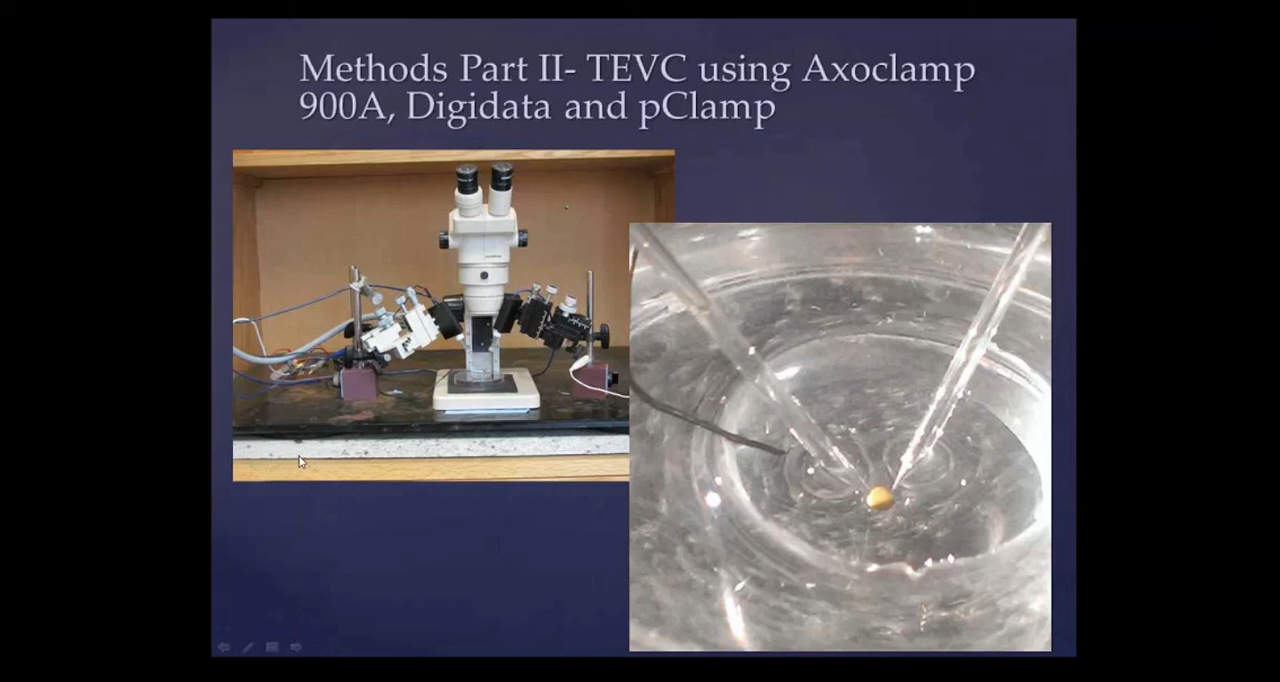 Methods Part II- TEVC using Axoclamp
900A, Digidata and pClamp